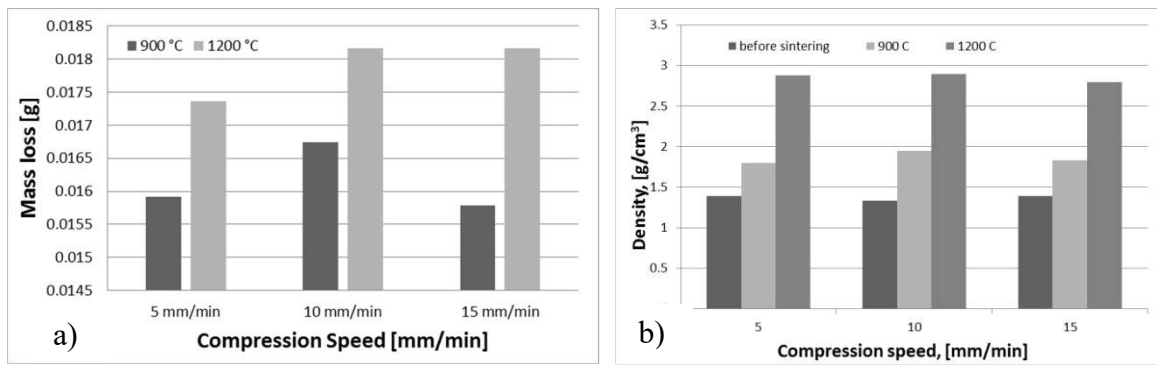 0.0185
0.018
0.0175
0.017
0.0165
0.016
0.0155
0.015
0.0145
Mass loss [g]
900 °C 1200 °C
5 mm/min 10 mm/min 15 mm/min
Compression Speed [mm/min]
a)
3.5
3
2.5
2
1.5
1
0.5
Density, [g/cm³]
before sintering 900 C 1200 C
5 10 15
Compression speed, [mm/min]
b)